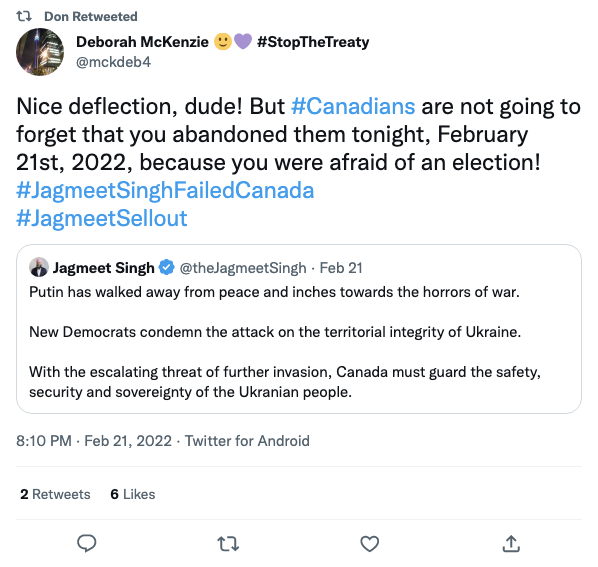 Don Retweeted
Deborah McKenzie 🙂💜 #StopTheTreaty
@mckdeb4
Nice deflection, dude! But #Canadians are not going to
forget that you abandoned them tonight, February
21st, 2022, because you were afraid of an election!
#JagmeetSinghFailedCanada
#JagmeetSellout
Jagmeet Singh @theJagmeetSingh · Feb 21
Putin has walked away from peace and inches towards the horrors of war.
New Democrats condemn the attack on the territorial integrity of Ukraine.
With the escalating threat of further invasion, Canada must guard the safety,
security and sovereignty of the Ukranian people.
8:10 PM · Feb 21, 2022 · Twitter for Android
2 Retweets 6 Likes